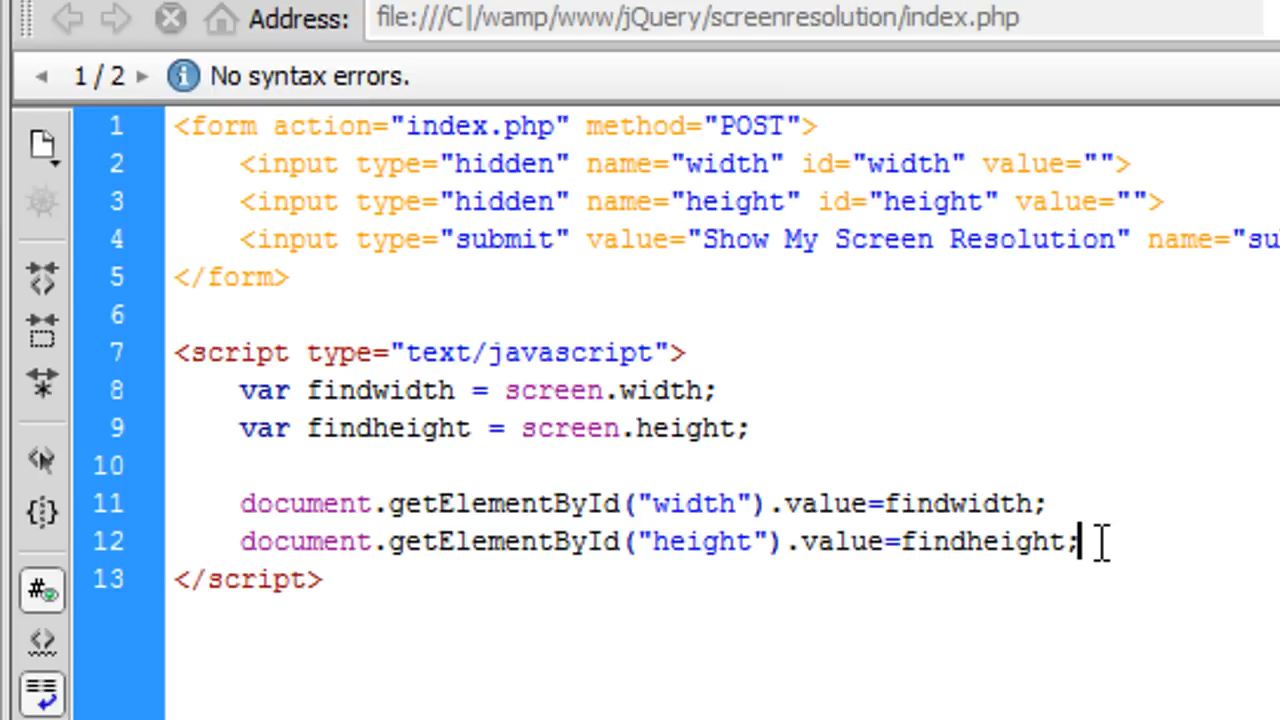 Address: file:///C|/wamp/www/jQuery/screenresolution/index.php
1 / 2 No syntax errors.
1 <form action="index.php" method="POST">
2 <input type="hidden" name="width" id="width" value="">
3 <input type="hidden" name="height" id="height" value="">
4 <input type="submit" value="Show My Screen Resolution" name="su
5 </form>
6
7 <script type="text/javascript">
8 var findwidth = screen.width;
9 var findheight = screen.height;
10
11 document.getElementById("width").value=findwidth;
12 document.getElementById("height").value=findheight;
13 </script>